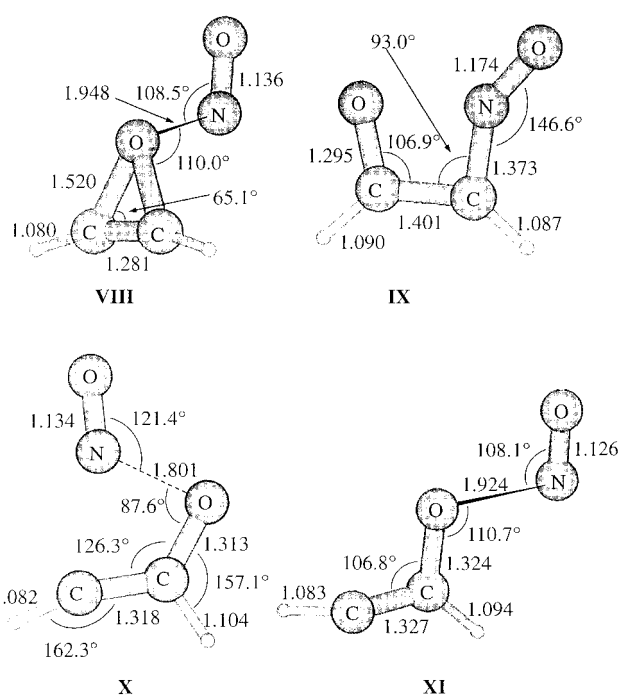 O
1.136
108.5°
1.948
N
O
110.0°
1.520
65.1°
1.080
C
C
1.281
VIII
93.0°
O
1.174
O
N
146.6°
106.9°
1.295
1.373
C
C
1.401
1.090
1.087
IX
O
1.134
121.4°
N
1.801
O
87.6°
126.3°
1.313
C
C
157.1°
.082
1.318
1.104
162.3°
X
O
108.1°
1.126
1.924
N
O
110.7°
106.8°
1.324
1.083
C
C
1.094
1.327
XI